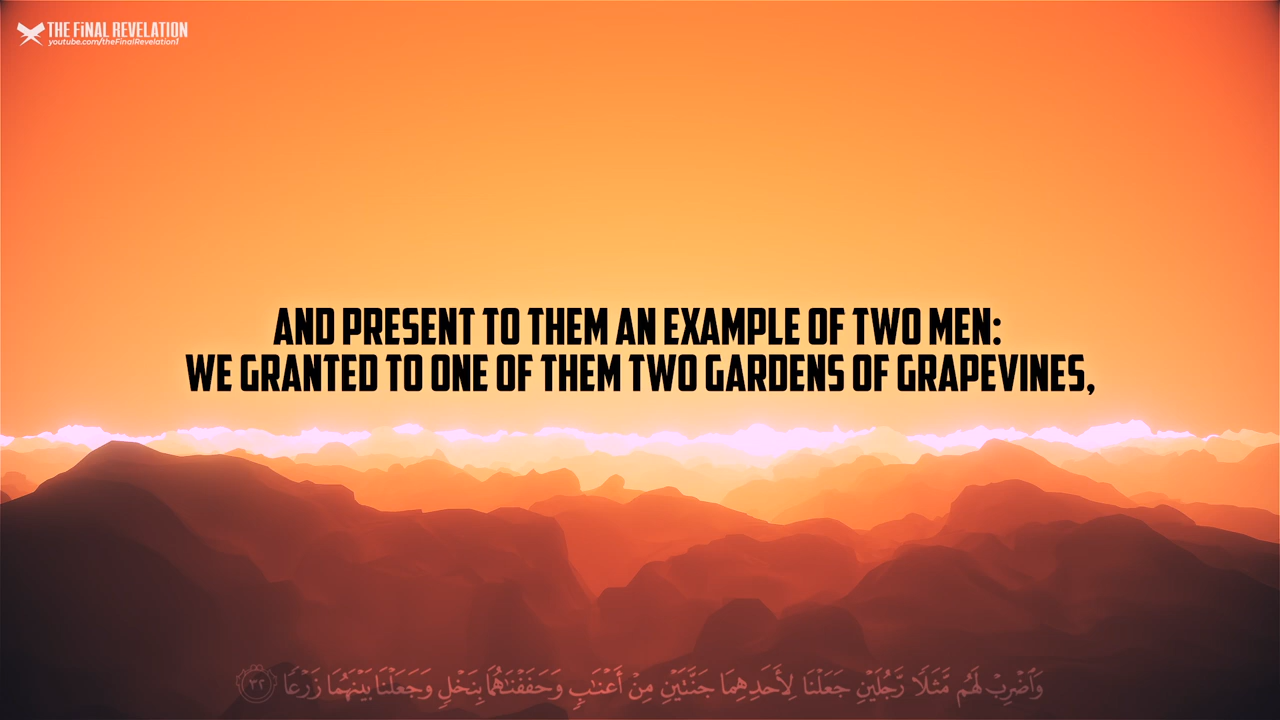 THE FiNAL REVELATION
youtube.com/theFinalRevelation1
AND PRESENT TO THEM AN EXAMPLE OF TWO MEN:
WE GRANTED TO ONE OF THEM TWO GARDENS OF GRAPEVINES,
وَٱضْرِبْ لَهُم مَّثَلًا رَّجُلَيْنِ جَعَلْنَا لِأَحَدِهِمَا جَنَّتَيْنِ مِنْ أَعْنَٰبٍ وَحَفَفْنَٰهُمَا بِنَخْلٍ وَجَعَلْنَا بَيْنَهُمَا زَرْعًا ٣٢